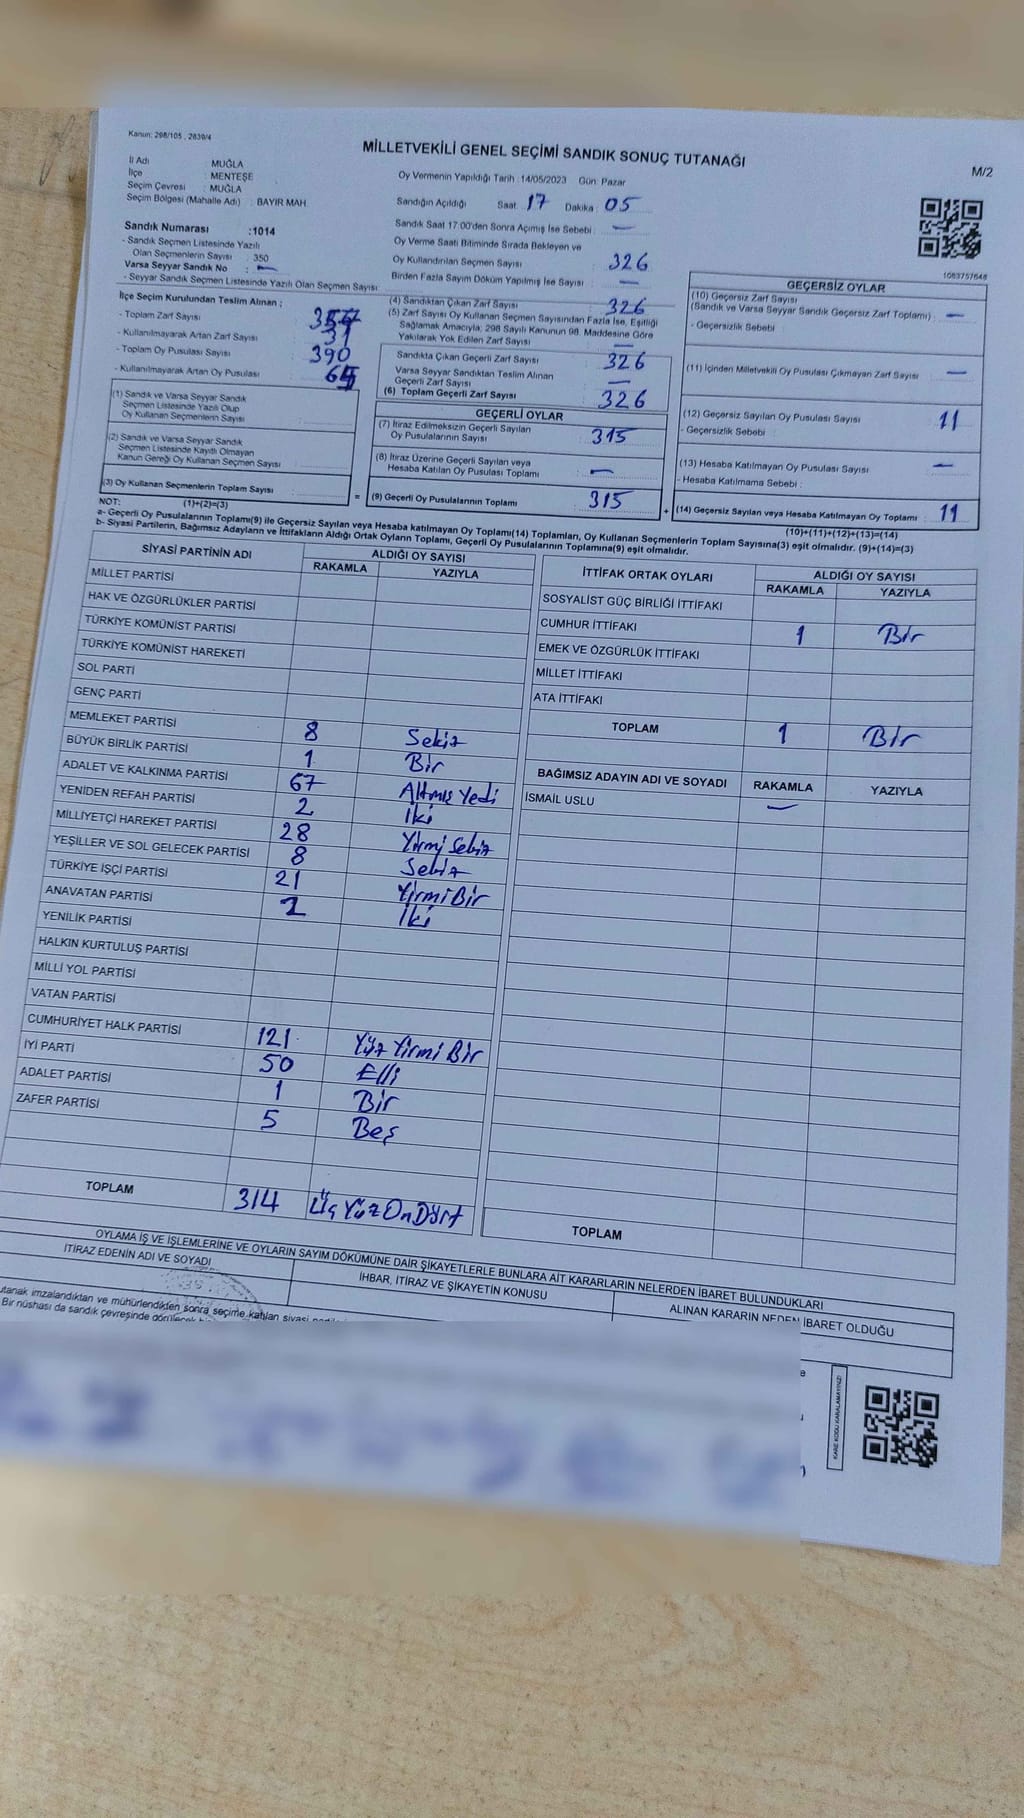 Kanun: 298/105 , 2839/4
MİLLETVEKİLİ GENEL SEÇİMİ SANDIK SONUÇ TUTANAĞI
M/2
İl Adı : MUĞLA
İlçe : MENTEŞE
Seçim Çevresi : MUĞLA
Seçim Bölgesi (Mahalle Adı) : BAYIR MAH.
Sandık Numarası :1014
- Sandık Seçmen Listesinde Yazılı
Olan Seçmenlerin Sayısı : 350
Varsa Seyyar Sandık No : —
- Seyyar Sandık Seçmen Listesinde Yazılı Olan Seçmen Sayısı:
Oy Vermenin Yapıldığı Tarih :14/05/2023 Gün: Pazar
Sandığın Açıldığı Saat : 17 Dakika : 05
Sandık Saat 17:00'den Sonra Açımış İse Sebebi : —
Oy Verme Saati Bitiminde Sırada Bekleyen ve
Oy Kullandırılan Seçmen Sayısı : 326
Birden Fazla Sayım Döküm Yapılmış İse Sayısı : —
1063757648
İlçe Seçim Kurulundan Teslim Alınan ;
- Toplam Zarf Sayısı :
- Kullanılmayarak Artan Zarf Sayısı : 31
- Toplam Oy Pusulası Sayısı : 390
- Kullanılmayarak Artan Oy Pusulası :
(1) Sandık ve Varsa Seyyar Sandık
Seçmen Listesinde Yazılı Olup
Oy Kullanan Seçmenlerin Sayısı :
(2) Sandık ve Varsa Seyyar Sandık
Seçmen Listesinde Kayıtlı Olmayan
Kanun Gereği Oy Kullanan Seçmen Sayısı :
(3) Oy Kullanan Seçmenlerin Toplam Sayısı :
(1)+(2)=(3)
(4) Sandıktan Çıkan Zarf Sayısı : 326
(5) Zarf Sayısı Oy Kullanan Seçmen Sayısından Fazla İse, Eşitliği
Sağlamak Amacıyla; 298 Sayılı Kanunun 98. Maddesine Göre
Yakılarak Yok Edilen Zarf Sayısı : —
Sandıkta Çıkan Geçerli Zarf Sayısı : 326
Varsa Seyyar Sandıktan Teslim Alınan
Geçerli Zarf Sayısı : —
(6) Toplam Geçerli Zarf Sayısı : 326
GEÇERLİ OYLAR
(7) İtiraz Edilmeksizin Geçerli Sayılan
Oy Pusulalarının Sayısı : 315
(8) İtiraz Üzerine Geçerli Sayılan veya
Hesaba Katılan Oy Pusulası Toplamı : —
= (9) Geçerli Oy Pusulalarının Toplamı : 315 +
GEÇERSİZ OYLAR
(10) Geçersiz Zarf Sayısı
(Sandık ve Varsa Seyyar Sandık Geçersiz Zarf Toplamı) : —
- Geçersizlik Sebebi :
(11) İçinden Milletvekili Oy Pusulası Çıkmayan Zarf Sayısı : —
(12) Geçersiz Sayılan Oy Pusulası Sayısı : 11
- Geçersizlik Sebebi :
(13) Hesaba Katılmayan Oy Pusulası Sayısı : —
- Hesaba Katılmama Sebebi :
(14) Geçersiz Sayılan veya Hesaba Katılmayan Oy Toplamı : 11
(10)+(11)+(12)+(13)=(14)
NOT:
a- Geçerli Oy Pusulalarının Toplamı(9) ile Geçersiz Sayılan veya Hesaba katılmayan Oy Toplamı(14) Toplamları, Oy Kullanan Seçmenlerin Toplam Sayısına(3) eşit olmalıdır. (9)+(14)=(3)
b- Siyasi Partilerin, Bağımsız Adayların ve İttifakların Aldığı Ortak Oyların Toplamı, Geçerli Oy Pusulalarının Toplamına(9) eşit olmalıdır.
SİYASİ PARTİNİN ADI ALDIĞI OY SAYISI
RAKAMLA YAZIYLA
MİLLET PARTİSİ
HAK VE ÖZGÜRLÜKLER PARTİSİ
TÜRKİYE KOMÜNİST PARTİSİ
TÜRKİYE KOMÜNİST HAREKETİ
SOL PARTİ
GENÇ PARTİ
MEMLEKET PARTİSİ 8 Sekiz
BÜYÜK BİRLİK PARTİSİ 1 Bir
ADALET VE KALKINMA PARTİSİ 67 Altmış Yedi
YENİDEN REFAH PARTİSİ 2 İki
MİLLİYETÇİ HAREKET PARTİSİ 28 Yirmi Sekiz
YEŞİLLER VE SOL GELECEK PARTİSİ 8 Sekiz
TÜRKİYE İŞÇİ PARTİSİ 21 Yirmi Bir
ANAVATAN PARTİSİ 2 İki
YENİLİK PARTİSİ
HALKIN KURTULUŞ PARTİSİ
MİLLİ YOL PARTİSİ
VATAN PARTİSİ
CUMHURİYET HALK PARTİSİ 121 Yüz Yirmi Bir
İYİ PARTİ 50 Elli
ADALET PARTİSİ 1 Bir
ZAFER PARTİSİ 5 Beş
TOPLAM 314 Üç Yüz On Dört
İTTİFAK ORTAK OYLARI ALDIĞI OY SAYISI
RAKAMLA YAZIYLA
SOSYALİST GÜÇ BİRLİĞİ İTTİFAKI
CUMHUR İTTİFAKI 1 Bir
EMEK VE ÖZGÜRLÜK İTTİFAKI
MİLLET İTTİFAKI
ATA İTTİFAKI
TOPLAM 1 Bir
BAĞIMSIZ ADAYIN ADI VE SOYADI RAKAMLA YAZIYLA
İSMAİL USLU —
TOPLAM
OYLAMA İŞ VE İŞLEMLERİNE VE OYLARIN SAYIM DÖKÜMÜNE DAİR ŞİKAYETLERLE BUNLARA AİT KARARLARIN NELERDEN İBARET BULUNDUKLARI
İTİRAZ EDENİN ADI VE SOYADI İHBAR, İTİRAZ VE ŞİKAYETİN KONUSU ALINAN KARARIN NEDEN İBARET OLDUĞU
utanak imzalandıktan ve mühürlendikten sonra seçime katılan siyasi
Bir nüshası da sandık çevresinde
KARE KODU KARALAMAYINIZ!